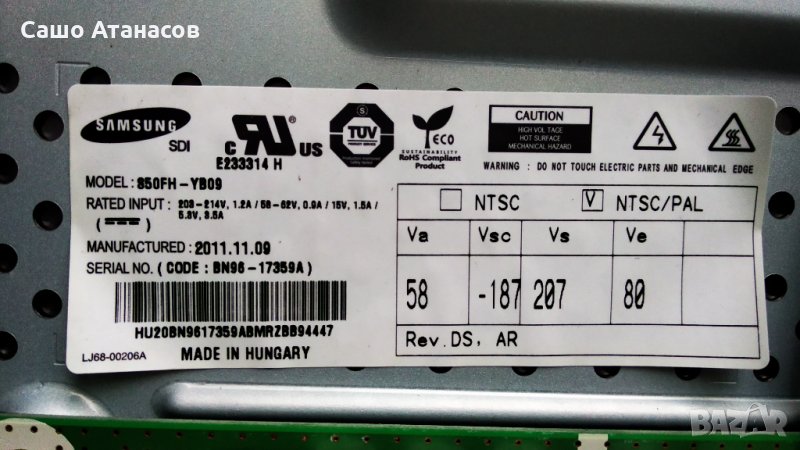 Сашо Атанасов
SAMSUNG
SDI
c RU US
E233314 H
S
TUV
PRODUCT SERVICE
ECO
SUSTAINABILITY
RoHS Compliant
Product
CAUTION
HIGH VOLTAGE
HOT SURFACE
MECHANICAL HAZARD
WARNING : DO NOT TOUCH ELECTRIC PARTS AND MECHANICAL EDGE
MODEL : S50FH-YB09
RATED INPUT : 203-214V, 1.2A / 58-62V, 0.9A / 15V, 1.5A /
5.3V, 3.5A
MANUFACTURED : 2011.11.09
SERIAL NO. ( CODE : BN96-17359A )
HU20BN9617359ABMRZBB94447
LJ68-00206A
MADE IN HUNGARY
NTSC
V NTSC/PAL
Va Vsc Vs Ve
58 -187 207 80
Rev.DS, AR
BAZAR